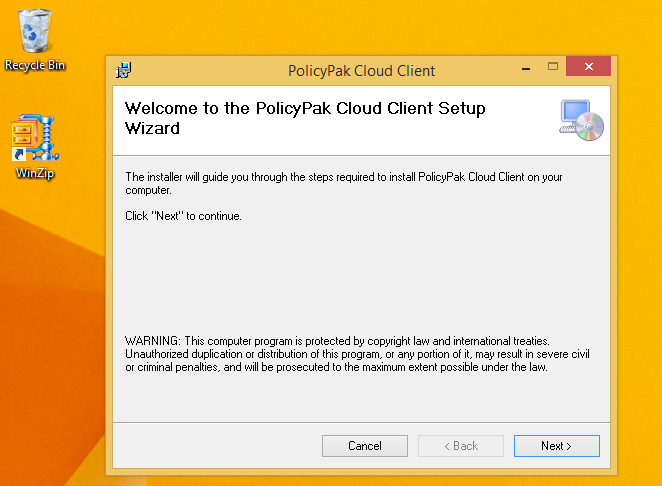 Recycle Bin
WinZip
PolicyPak Cloud Client
Welcome to the PolicyPak Cloud Client Setup
Wizard
The installer will guide you through the steps required to install PolicyPak Cloud Client on your
computer.
Click "Next" to continue.
WARNING: This computer program is protected by copyright law and international treaties.
Unauthorized duplication or distribution of this program, or any portion of it, may result in severe civil
or criminal penalties, and will be prosecuted to the maximum extent possible under the law.
Cancel
< Back
Next >